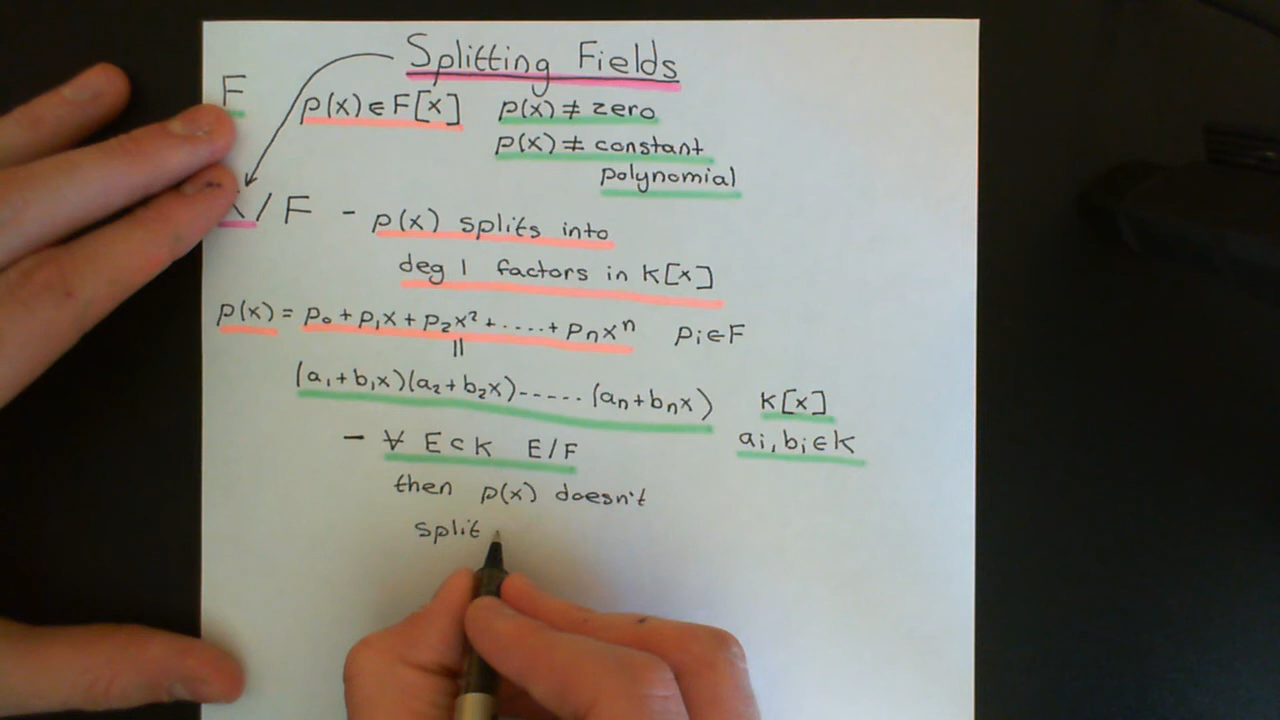 Splitting Fields
F
p(x) ∈ F[x] p(x) ≠ zero
p(x) ≠ constant
polynomial
/ F - p(x) splits into
deg 1 factors in K[x]
p(x) = p₀ + p₁x + p₂x² + ..... + pₙxⁿ pᵢ ∈ F
||
(a₁ + b₁x)(a₂ + b₂x) ----- (aₙ + bₙx) K[x]
- ∀ E ⊂ K E/F aᵢ, bᵢ ∈ K
then p(x) doesn't
split